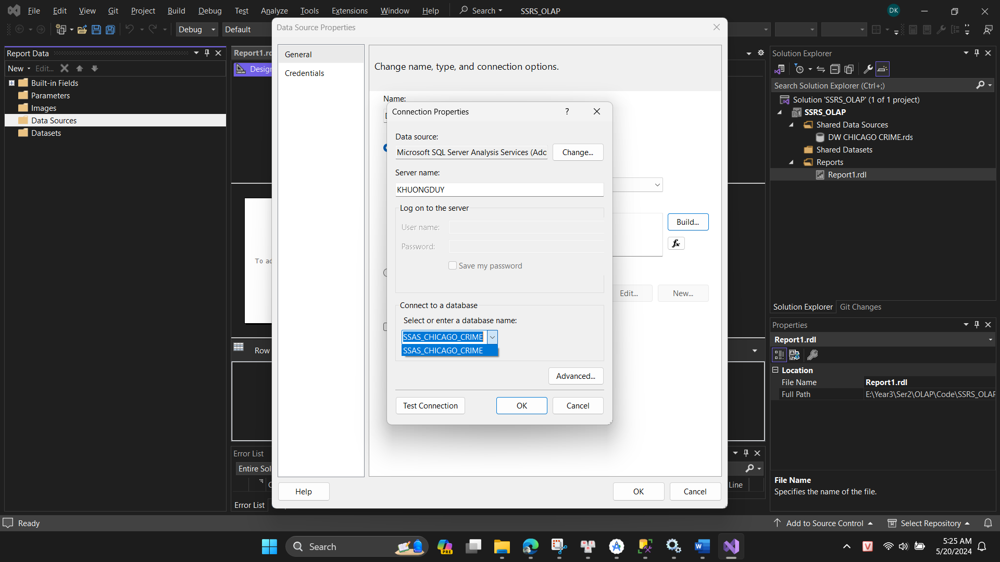 File Edit View Git Project Build Debug Test Analyze Tools Extensions Window Help Search SSRS_OLAP DK
Debug Default
Data Source Properties
Report Data
New Edit...
Built-in Fields
Parameters
Images
Data Sources
Datasets
Report1.rd
Design
To ad
Row
Error List
Entire Sol
Line
Error List
General
Credentials
Change name, type, and connection options.
Name:
Connection Properties ?
Data source:
Microsoft SQL Server Analysis Services (Adc
Change...
Server name:
KHUONGDUY
Log on to the server
User name:
Password:
Save my password
Connect to a database
Select or enter a database name:
SSAS_CHICAGO_CRIME
SSAS_CHICAGO_CRIME
Advanced...
Test Connection OK Cancel
Build...
fx
Edit... New...
Help OK Cancel
Solution Explorer
Search Solution Explorer (Ctrl+;)
Solution 'SSRS_OLAP' (1 of 1 project)
SSRS_OLAP
Shared Data Sources
DW CHICAGO CRIME.rds
Shared Datasets
Reports
Report1.rdl
Solution Explorer Git Changes
Properties
Report1.rdl
Location
File Name Report1.rdl
Full Path E:\Year3\Ser2\OLAP\Code\SSRS_OLAP
File Name
Specifies the name of the file.
Ready
Add to Source Control Select Repository
Search
PRE
V
5:25 AM
5/20/2024